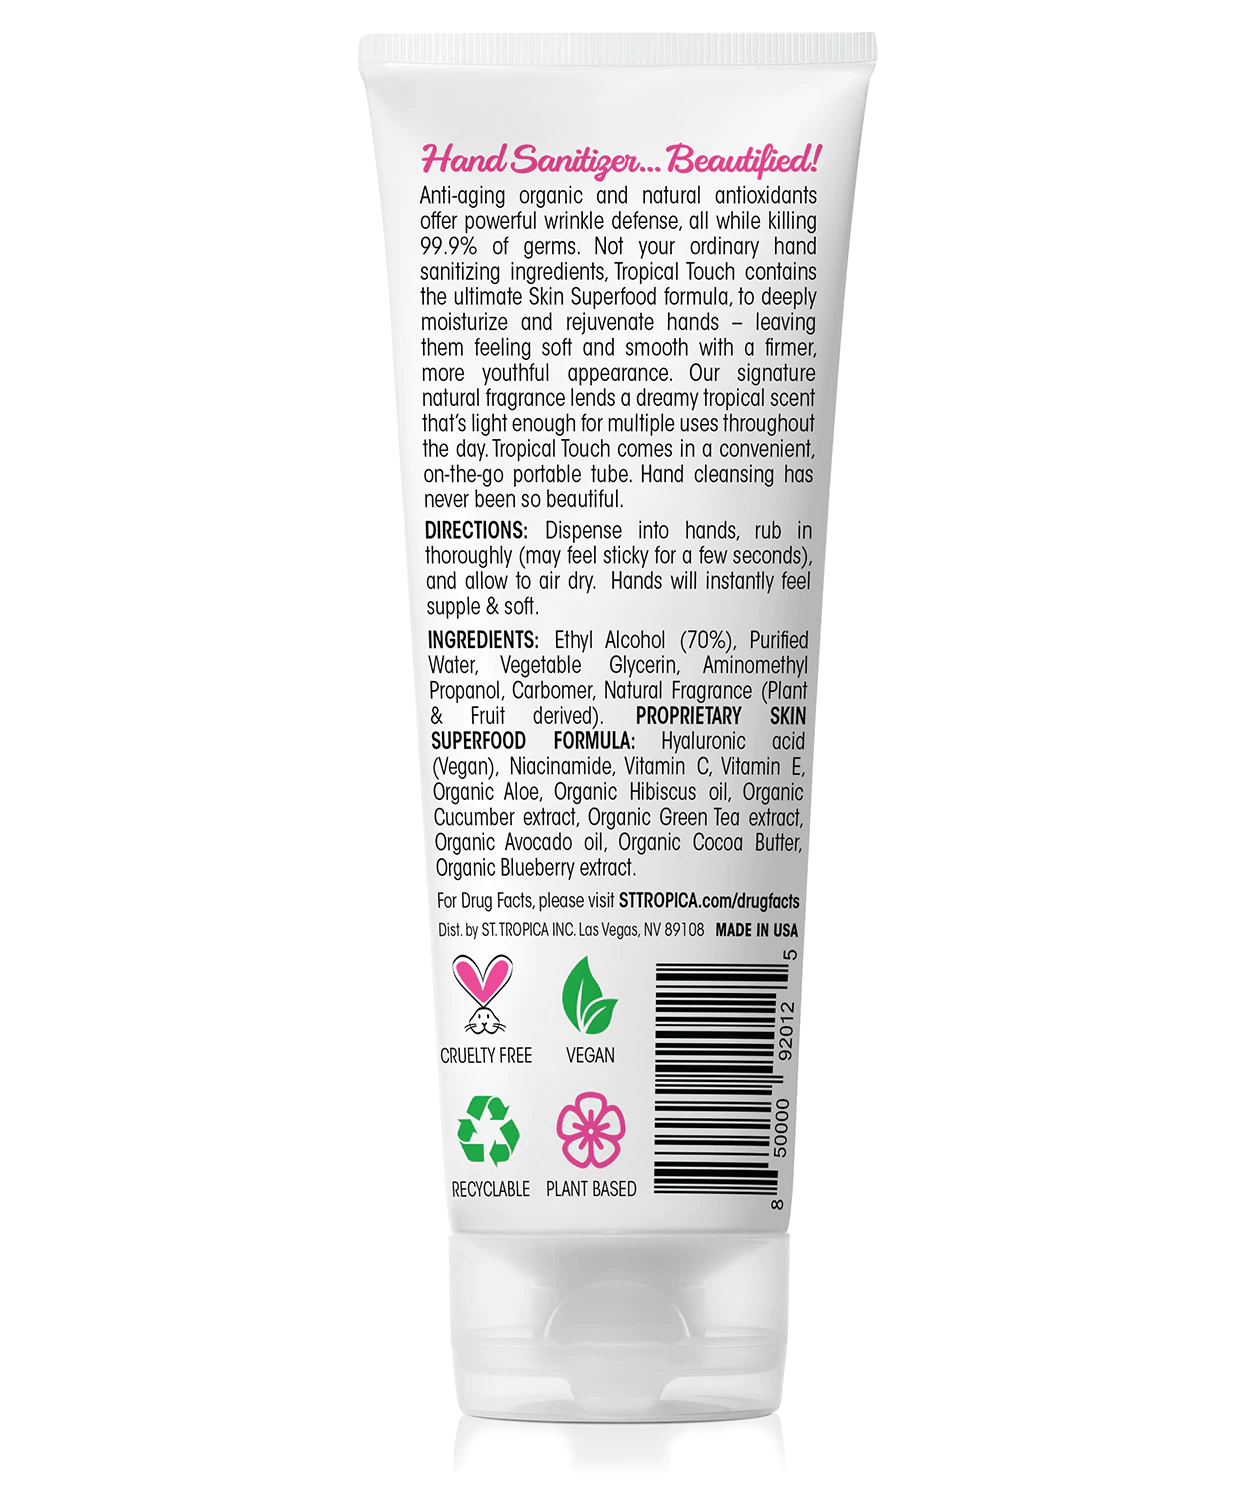 Hand Sanitizer... Beautified!
Anti-aging organic and natural antioxidants
offer powerful wrinkle defense, all while killing
99.9% of germs. Not your ordinary hand
sanitizing ingredients, Tropical Touch contains
the ultimate Skin Superfood formula, to deeply
moisturize and rejuvenate hands – leaving
them feeling soft and smooth with a firmer,
more youthful appearance. Our signature
natural fragrance lends a dreamy tropical scent
that's light enough for multiple uses throughout
the day. Tropical Touch comes in a convenient,
on-the-go portable tube. Hand cleansing has
never been so beautiful.
DIRECTIONS: Dispense into hands, rub in
thoroughly (may feel sticky for a few seconds),
and allow to air dry. Hands will instantly feel
supple & soft.
INGREDIENTS: Ethyl Alcohol (70%), Purified
Water, Vegetable Glycerin, Aminomethyl
Propanol, Carbomer, Natural Fragrance (Plant
& Fruit derived). PROPRIETARY SKIN
SUPERFOOD FORMULA: Hyaluronic acid
(Vegan), Niacinamide, Vitamin C, Vitamin E,
Organic Aloe, Organic Hibiscus oil, Organic
Cucumber extract, Organic Green Tea extract,
Organic Avocado oil, Organic Cocoa Butter,
Organic Blueberry extract.
For Drug Facts, please visit STTROPICA.com/drugfacts
Dist. by ST. TROPICA INC. Las Vegas, NV 89108 MADE IN USA
CRUELTY FREE
VEGAN
RECYCLABLE
PLANT BASED
8 50000 92012 5